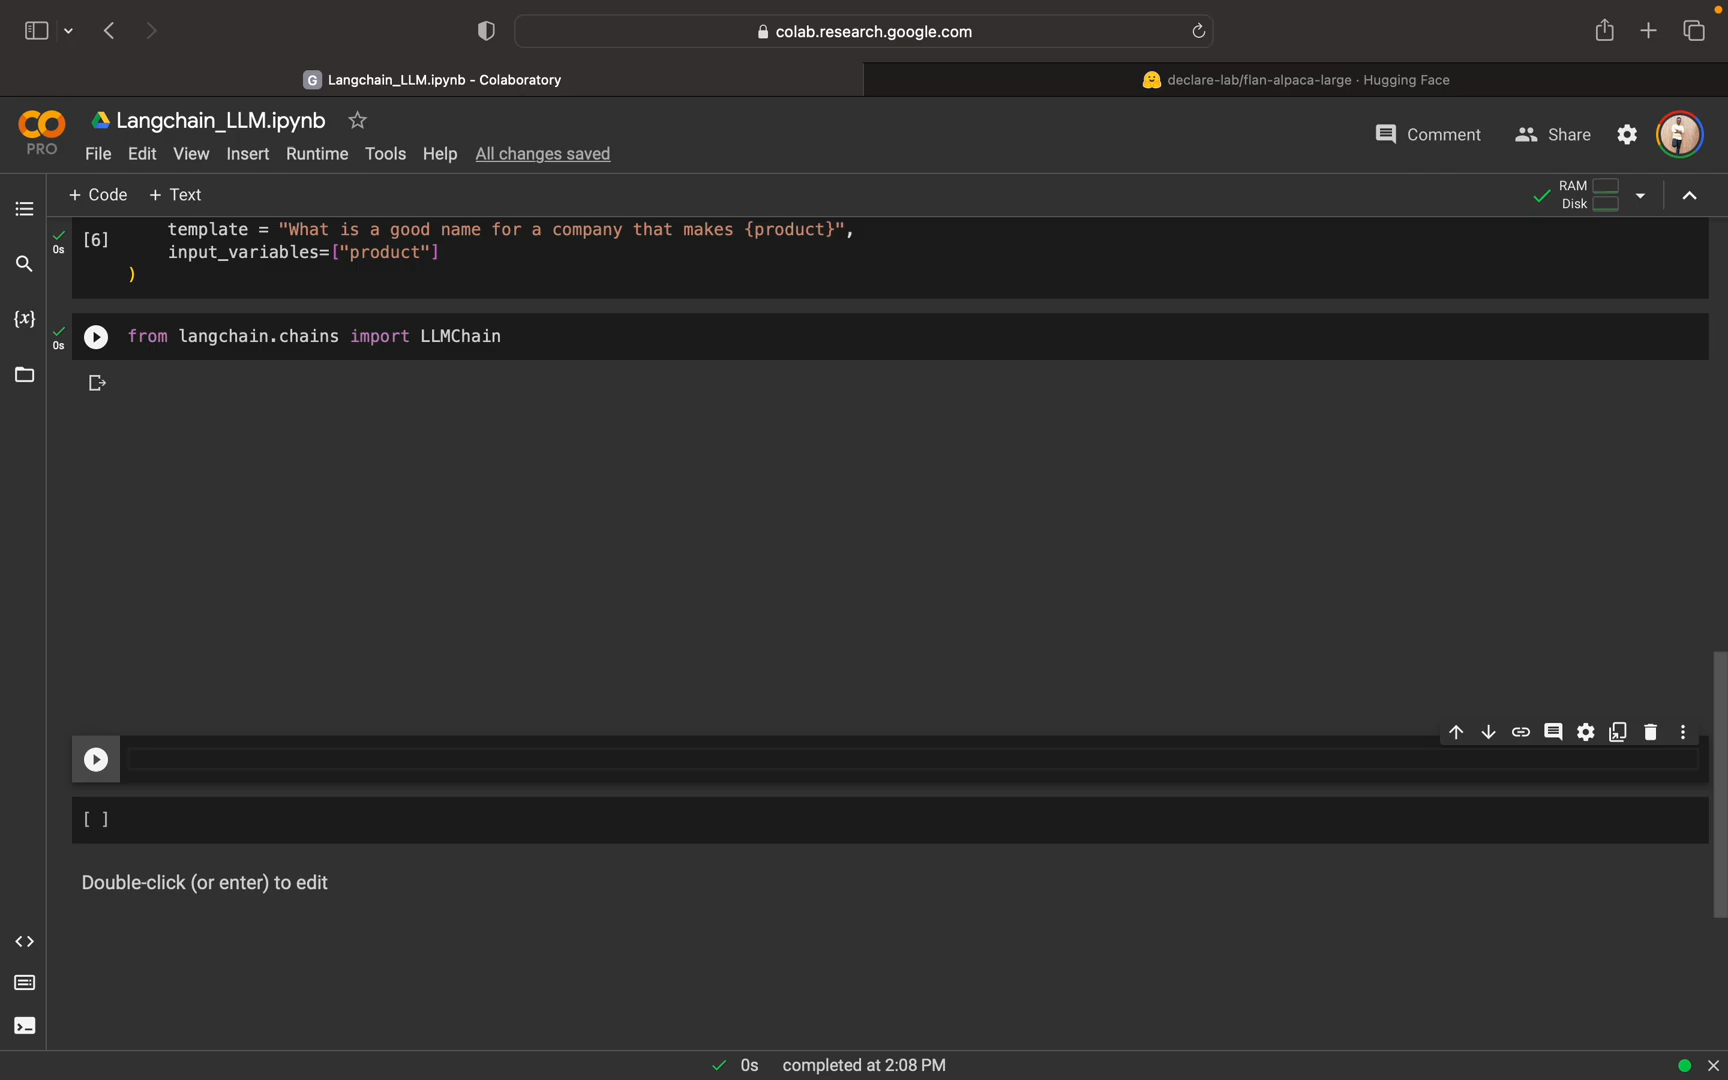 colab.research.google.com
G Langchain_LLM.ipynb - Colaboratory
declare-lab/flan-alpaca-large · Hugging Face
PRO
Langchain_LLM.ipynb
File Edit View Insert Runtime Tools Help All changes saved
Comment
Share
+ Code + Text
RAM
Disk
0s
[6]
template = "What is a good name for a company that makes {product}",
input_variables=["product"]
)
{x}
0s
from langchain.chains import LLMChain
[ ]
Double-click (or enter) to edit
0s completed at 2:08 PM